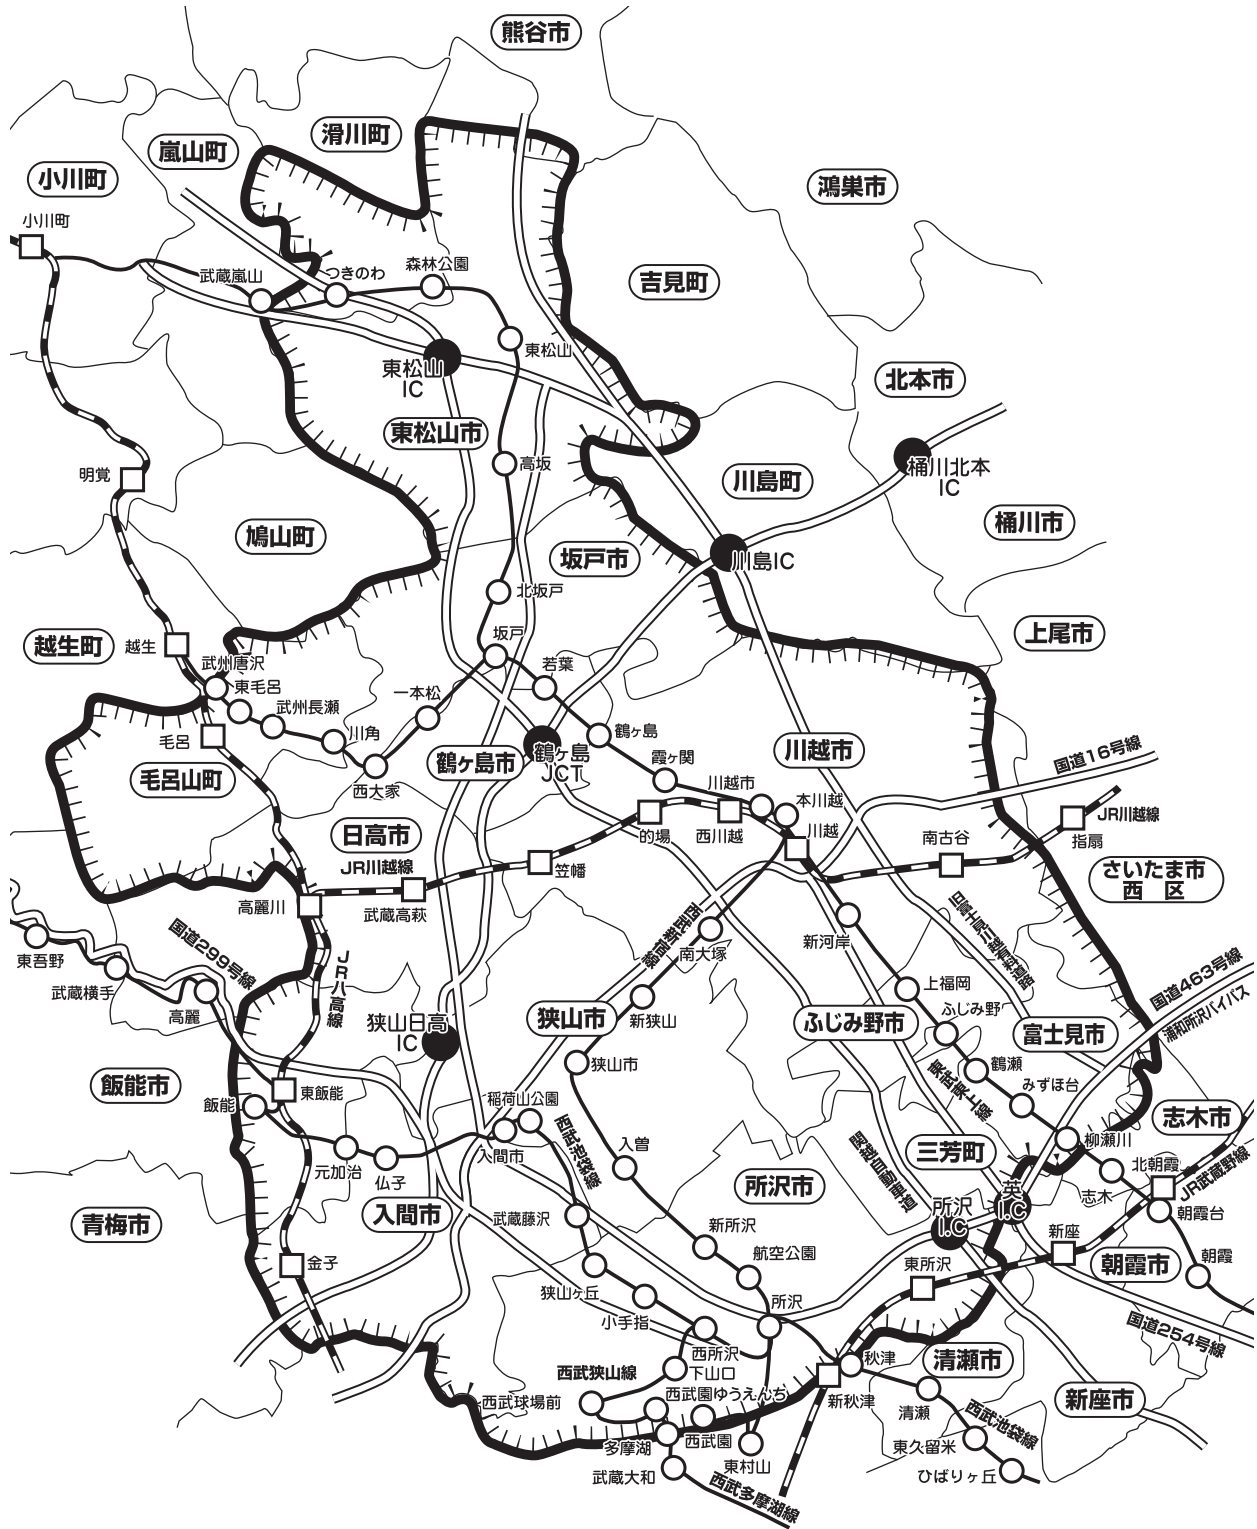 熊谷市
滑川町
嵐山町
小川町
鴻巣市
小川町
森林公園
つきのわ
武蔵嵐山
吉見町
東松山
東松山
IC
北本市
東松山市
高坂
桶川北本
IC
川島町
明覚
桶川市
鳩山町
坂戸市
川島IC
北坂戸
上尾市
越生町
越生
坂戸
武州唐沢
若葉
東毛呂
一本松
武州長瀬
川角
鶴ヶ島
毛呂
鶴ヶ島市
鶴ヶ島
JCT
川越市
国道16号線
霞ヶ関
毛呂山町
西大家
川越市
本川越
JR川越線
日高市
的場
西川越
川越
南古谷
指扇
JR川越線
笠幡
さいたま市
西 区
高麗川
武蔵高萩
旧富士見川越有料道路
西武新宿線
新河岸
国道299号線
東吾野
南大塚
JR八高線
国道463号線
武蔵横手
上福岡
浦和所沢バイパス
高麗
狭山日高
IC
狭山市
新狭山
ふじみ野市
ふじみ野
富士見市
狭山市
鶴瀬
飯能市
東飯能
飯能
東武東上線
みずほ台
稲荷山公園
西武池袋線
志木市
入間市
入曽
関越自動車道
三芳町
柳瀬川
元加治
仏子
北朝霞
JR武蔵野線
所沢市
志木
英
I.C
青梅市
入間市
武蔵藤沢
新所沢
所沢
I.C
朝霞台
新座
航空公園
金子
東所沢
朝霞市
朝霞
狭山ヶ丘
所沢
小手指
国道254号線
西所沢
秋津
清瀬市
西武狭山線
下山口
西武球場前
西武園ゆうえんち
新秋津
新座市
清瀬
西武池袋線
多摩湖
西武園
東久留米
武蔵大和
東村山
ひばりヶ丘
西武多摩湖線